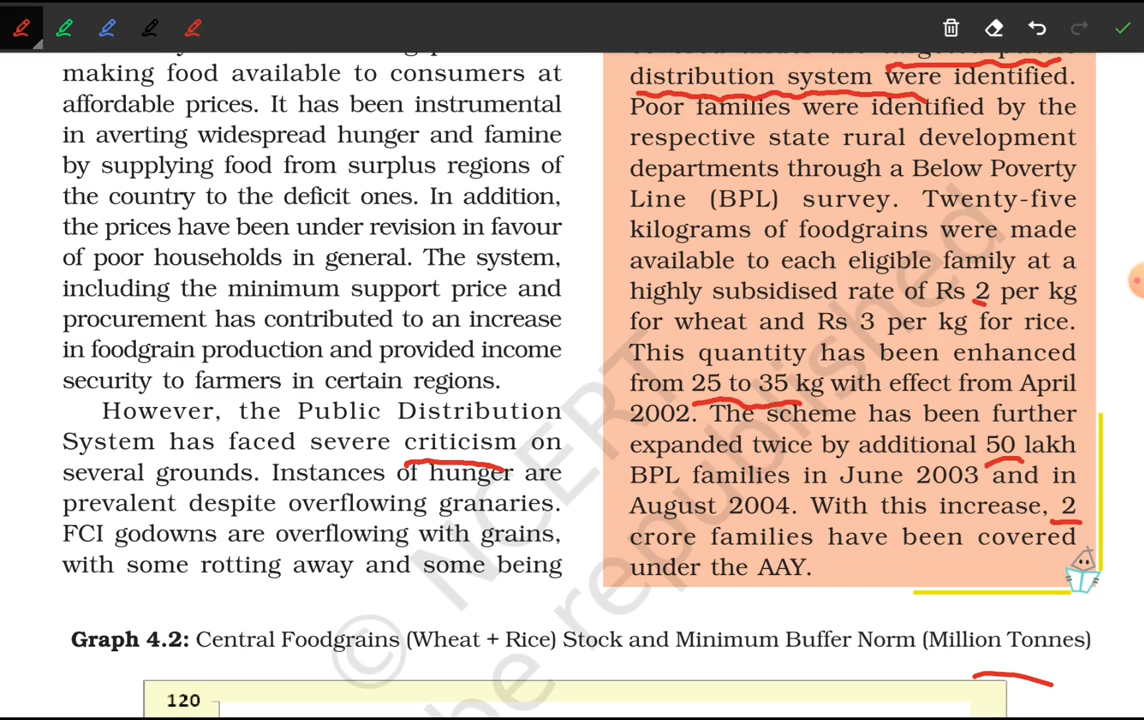 making food available to consumers at
affordable prices. It has been instrumental
in averting widespread hunger and famine
by supplying food from surplus regions of
the country to the deficit ones. In addition,
the prices have been under revision in favour
of poor households in general. The system,
including the minimum support price and
procurement has contributed to an increase
in foodgrain production and provided income
security to farmers in certain regions.
However, the Public Distribution
System has faced severe criticism on
several grounds. Instances of hunger are
prevalent despite overflowing granaries.
FCI godowns are overflowing with grains,
with some rotting away and some being
distribution system were identified.
Poor families were identified by the
respective state rural development
departments through a Below Poverty
Line (BPL) survey. Twenty-five
kilograms of foodgrains were made
available to each eligible family at a
highly subsidised rate of Rs 2 per kg
for wheat and Rs 3 per kg for rice.
This quantity has been enhanced
from 25 to 35 kg with effect from April
2002. The scheme has been further
expanded twice by additional 50 lakh
BPL families in June 2003 and in
August 2004. With this increase, 2
crore families have been covered
under the AAY.
Graph 4.2: Central Foodgrains (Wheat + Rice) Stock and Minimum Buffer Norm (Million Tonnes)
120
© NCERT
be republished